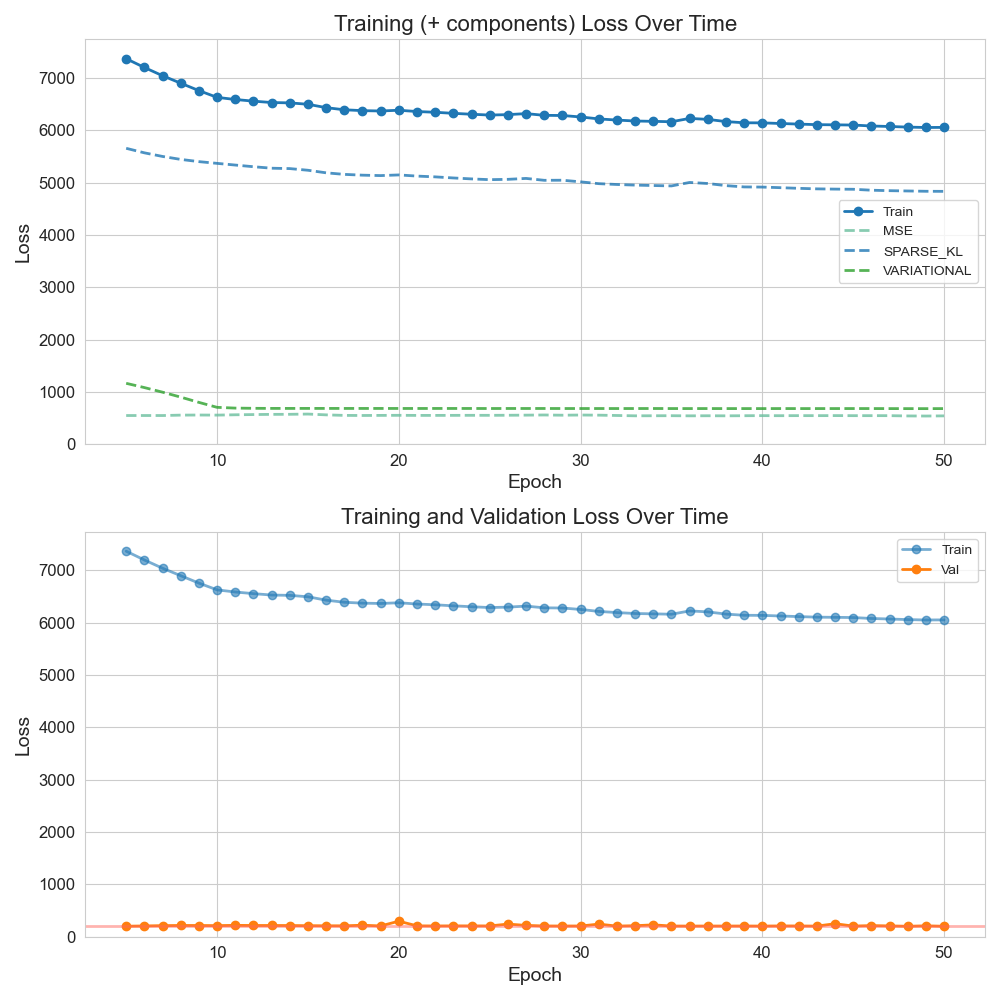 Training (+ components) Loss Over Time
7000
6000
5000
4000
3000
2000
1000
0
Loss
Train
MSE
SPARSE_KL
VARIATIONAL
10 20 30 40 50
Epoch
Training and Validation Loss Over Time
7000
6000
5000
4000
3000
2000
1000
0
Loss
Train
Val
10 20 30 40 50
Epoch